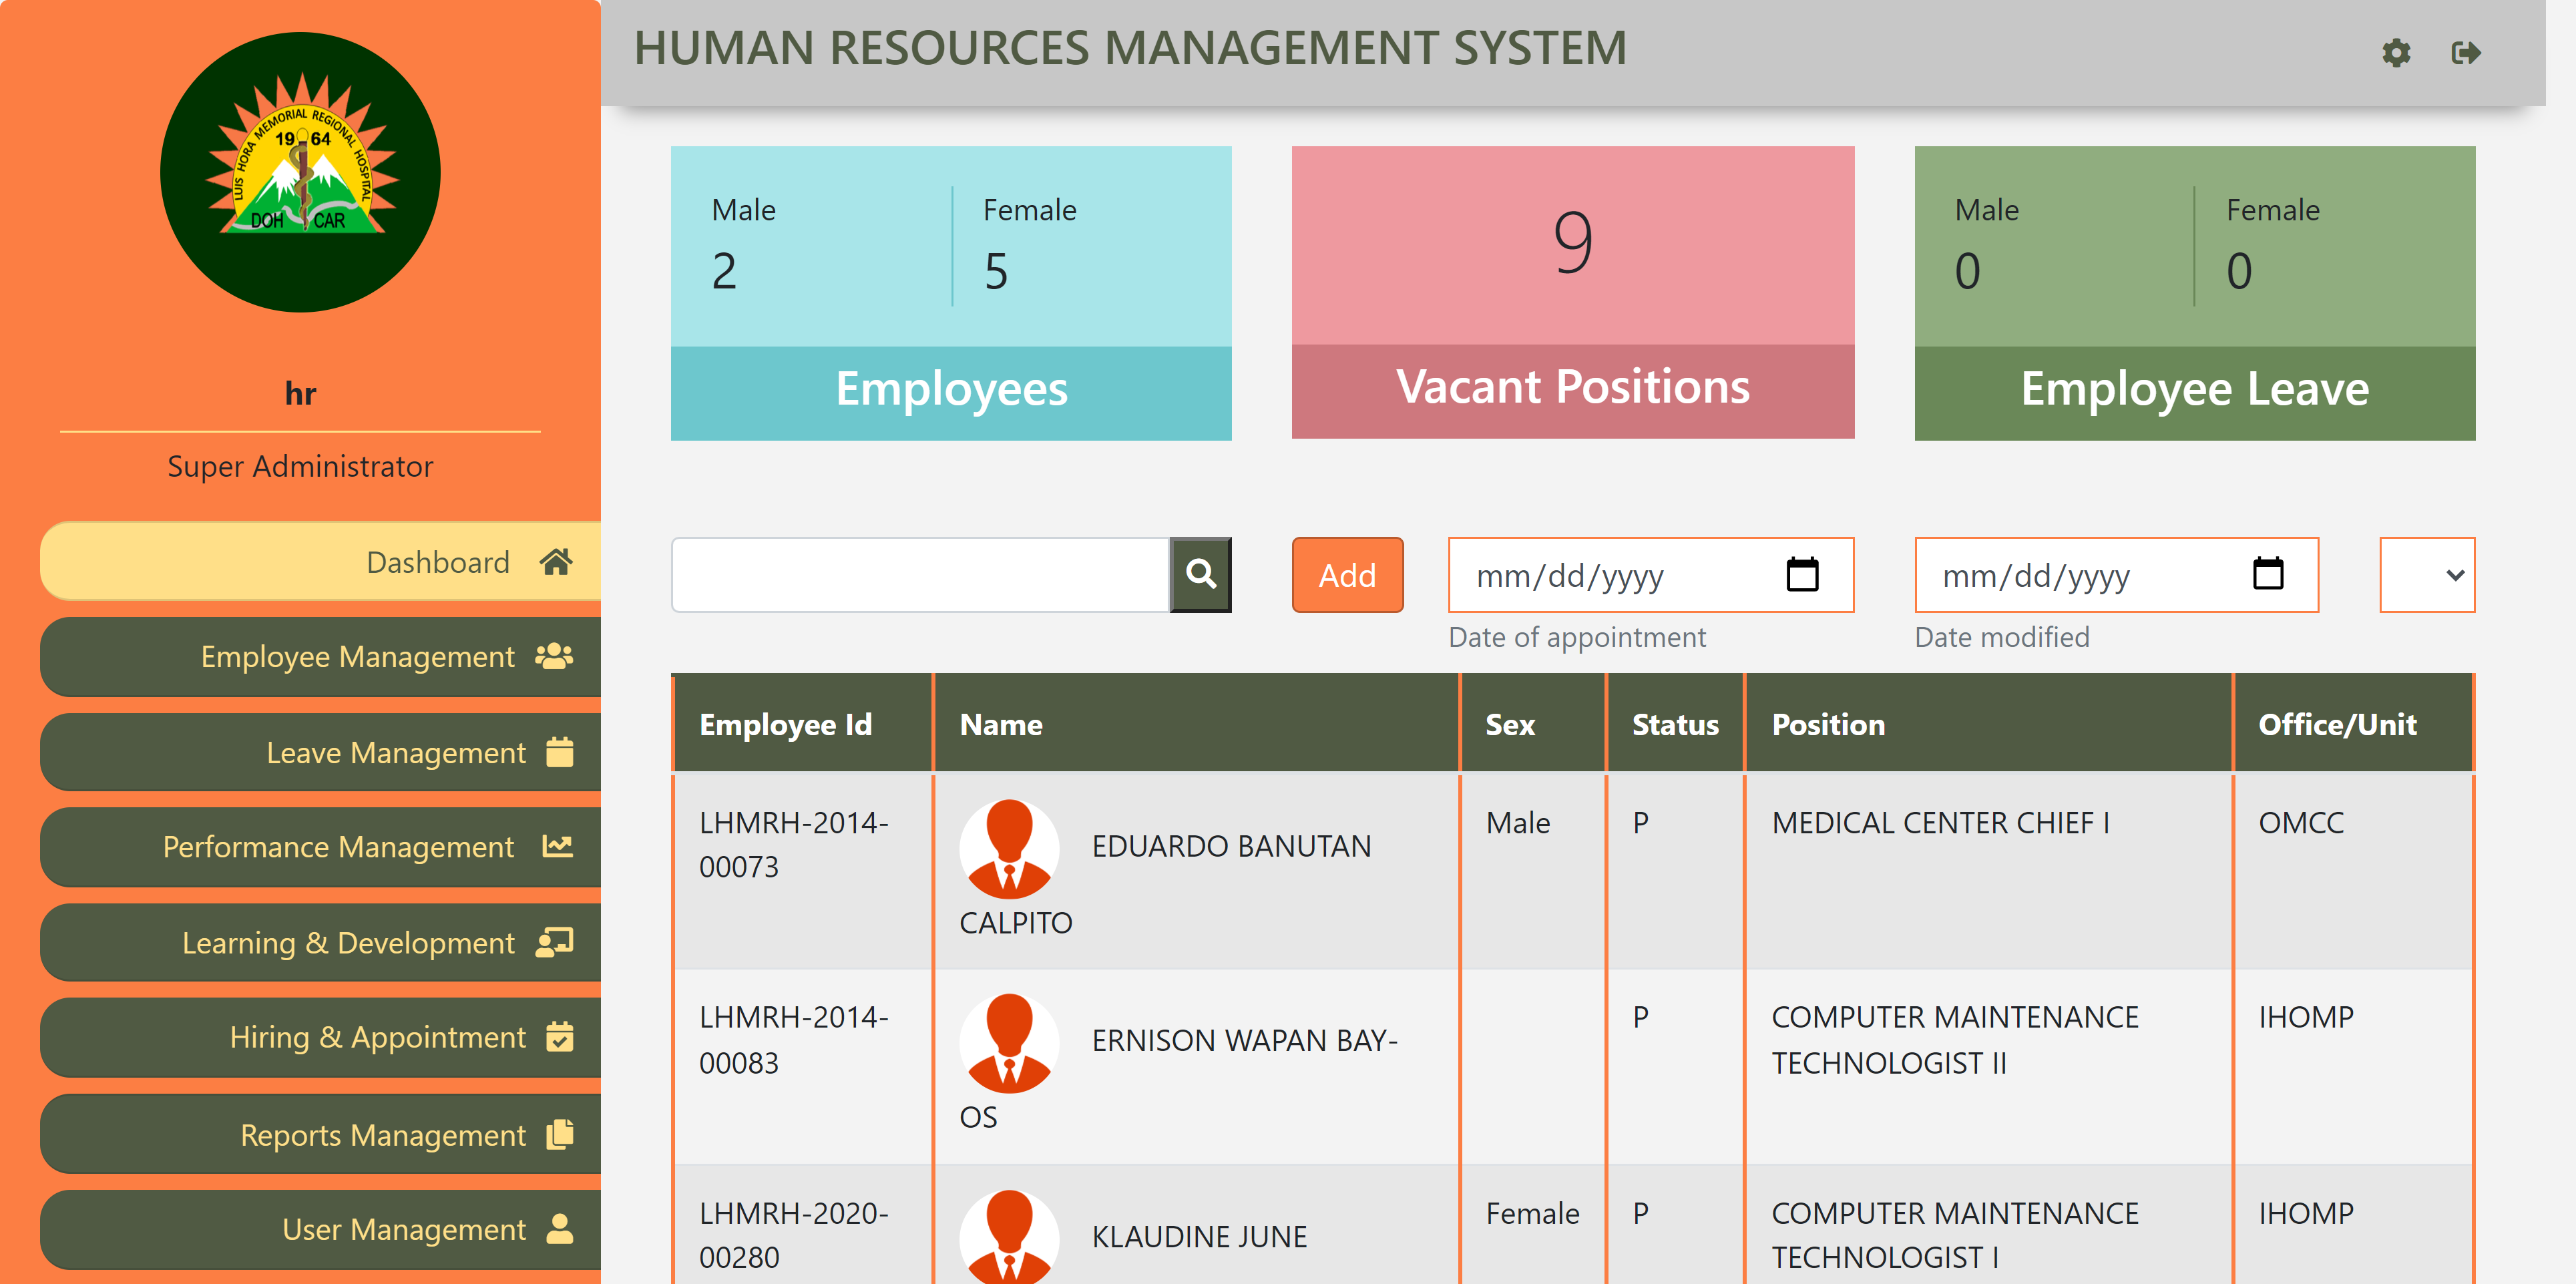 LUIS HORA MEMORIAL REGIONAL HOSPITAL
19 64
DOH CAR
hr
Super Administrator
Dashboard
Employee Management
Leave Management
Performance Management
Learning & Development
Hiring & Appointment
Reports Management
User Management
HUMAN RESOURCES MANAGEMENT SYSTEM
Male Female
2 5
Employees
9
Vacant Positions
Male Female
0 0
Employee Leave
Add mm/dd/yyyy mm/dd/yyyy
Date of appointment Date modified
Employee Id Name Sex Status Position Office/Unit
LHMRH-2014- EDUARDO BANUTAN Male P MEDICAL CENTER CHIEF I OMCC
00073
CALPITO
LHMRH-2014- ERNISON WAPAN BAY- P COMPUTER MAINTENANCE IHOMP
00083 TECHNOLOGIST II
OS
LHMRH-2020- KLAUDINE JUNE Female P COMPUTER MAINTENANCE IHOMP
00280 TECHNOLOGIST I